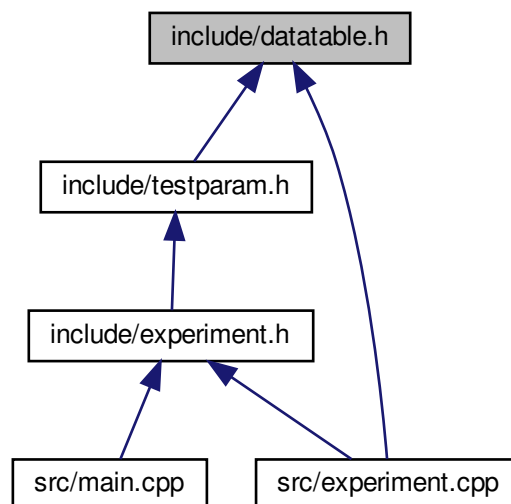 include/datatable.h
include/testparam.h
include/experiment.h
src/main.cpp
src/experiment.cpp